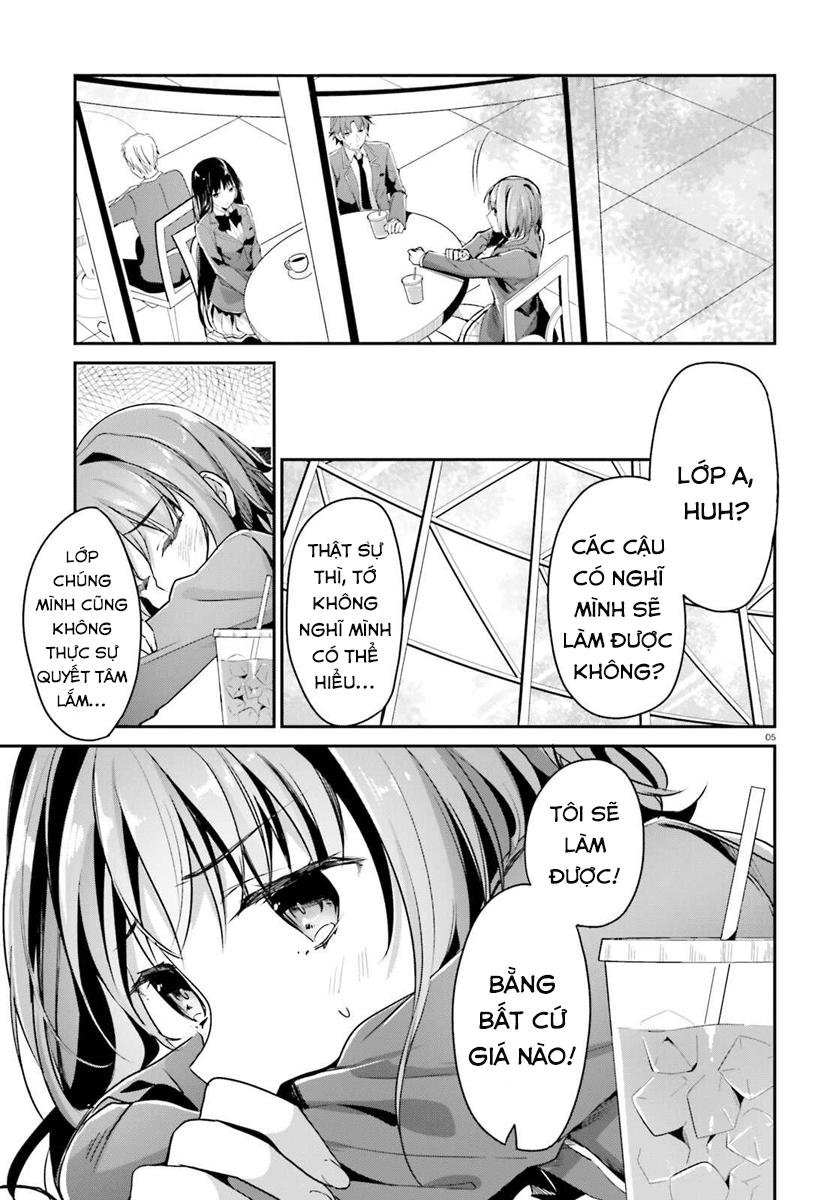 LỚP A,
HUH?
CÁC CẬU
CÓ NGHĨ
MÌNH SẼ
LÀM ĐƯỢC
KHÔNG?
THẬT SỰ
THÌ, TỚ
KHÔNG
NGHĨ MÌNH
CÓ THỂ
HIỂU...
LỚP
CHÚNG
MÌNH CŨNG
KHÔNG
THỰC SỰ
QUYẾT TÂM
LẮM...
05
TÔI SẼ
LÀM
ĐƯỢC!
BẰNG
BẤT CỨ
GIÁ NÀO!